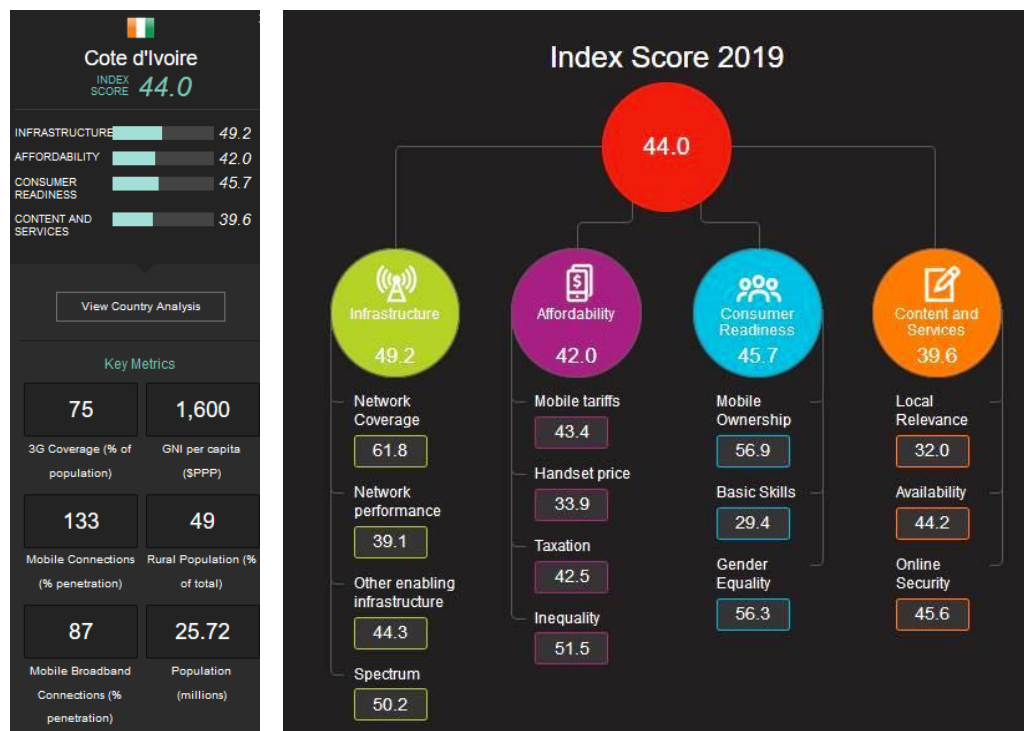 Cote d'Ivoire
INDEX
SCORE 44.0
INFRASTRUCTURE 49.2
AFFORDABILITY 42.0
CONSUMER
READINESS 45.7
CONTENT AND
SERVICES 39.6
View Country Analysis
Key Metrics
75
3G Coverage (% of
population)
1,600
GNI per capita
($PPP)
133
Mobile Connections
(% penetration)
49
Rural Population (%
of total)
87
Mobile Broadband
Connections (%
penetration)
25.72
Population
(millions)
Index Score 2019
44.0
Infrastructure
49.2
Network
Coverage
61.8
Network
performance
39.1
Other enabling
infrastructure
44.3
Spectrum
50.2
$
Affordability
42.0
Mobile tariffs
43.4
Handset price
33.9
Taxation
42.5
Inequality
51.5
Consumer
Readiness
45.7
Mobile
Ownership
56.9
Basic Skills
29.4
Gender
Equality
56.3
Content and
Services
39.6
Local
Relevance
32.0
Availability
44.2
Online
Security
45.6